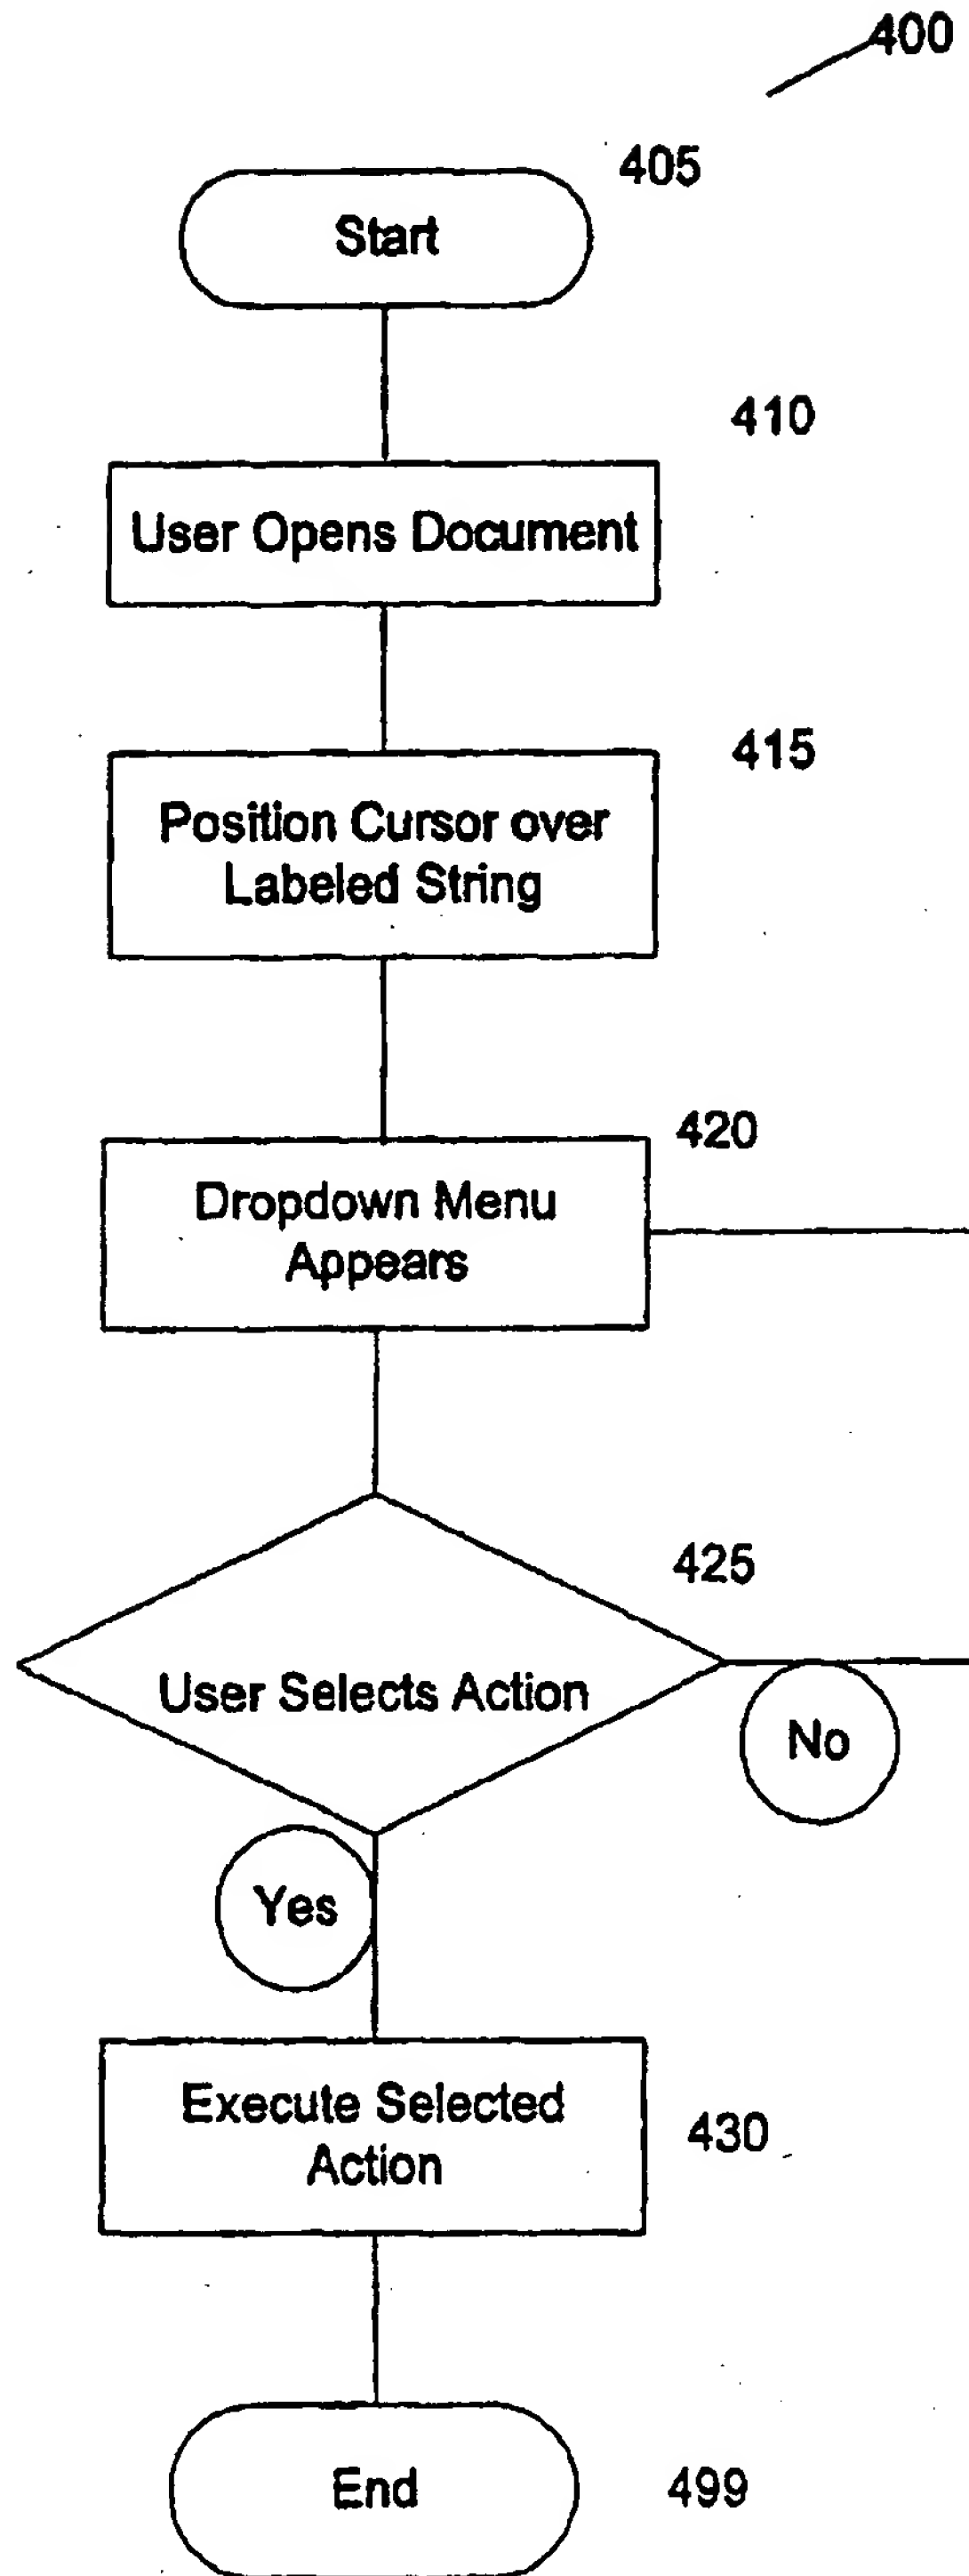 400
405
Start
410
User Opens Document
415
Position Cursor over
Labeled String
420
Dropdown Menu
Appears
425
User Selects Action
No
Yes
Execute Selected
Action
430
End
499